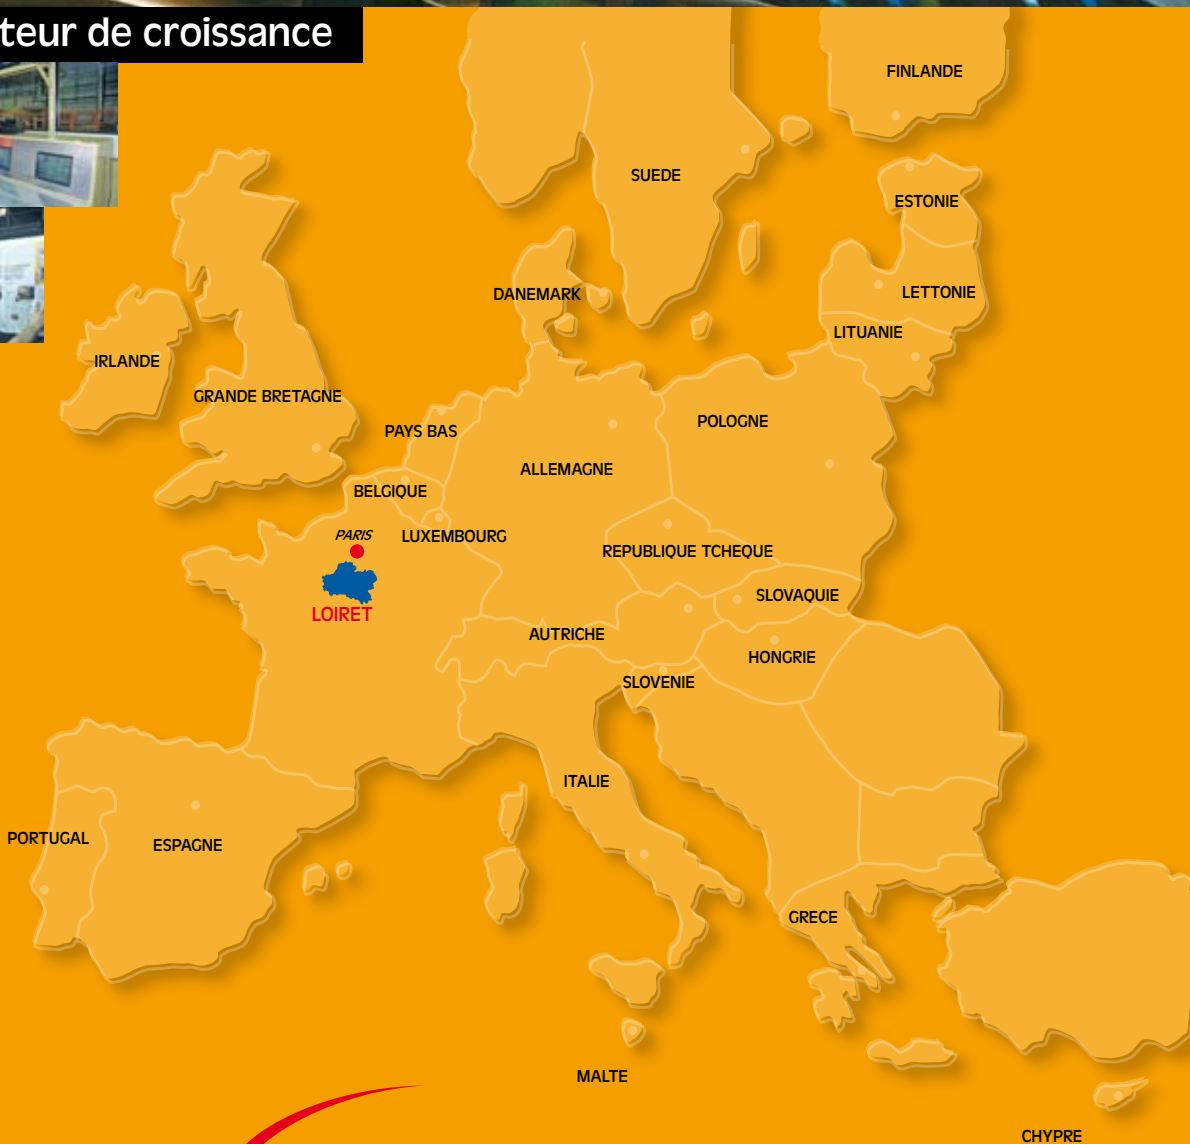 teur de croissance
FINLANDE
SUEDE
ESTONIE
DANEMARK
LETTONIE
LITUANIE
IRLANDE
GRANDE BRETAGNE
PAYS BAS
POLOGNE
ALLEMAGNE
BELGIQUE
PARIS
LUXEMBOURG
REPUBLIQUE TCHEQUE
SLOVAQUIE
LOIRET
AUTRICHE
HONGRIE
SLOVENIE
ITALIE
PORTUGAL
ESPAGNE
GRECE
MALTE
CHYPRE